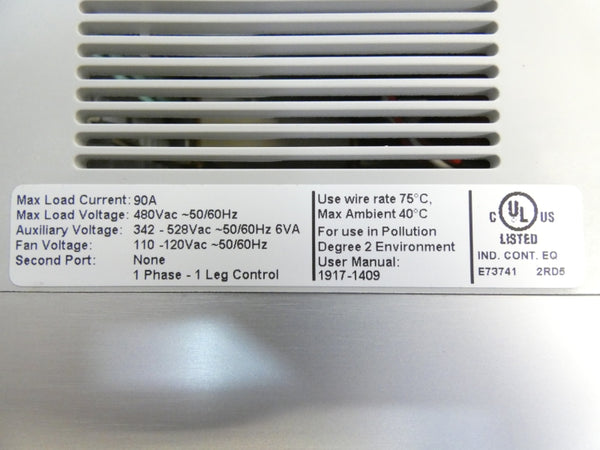 Max Load Current: 90A
Max Load Voltage: 480Vac ~50/60Hz
Auxiliary Voltage: 342 - 528Vac ~50/60Hz 6VA
Fan Voltage: 110 -120Vac ~50/60Hz
Second Port: None
1 Phase - 1 Leg Control
Use wire rate 75°C,
Max Ambient 40°C
For use in Pollution
Degree 2 Environment
User Manual:
1917-1409
C UL US
LISTED
IND. CONT. EQ
E73741 2RD5